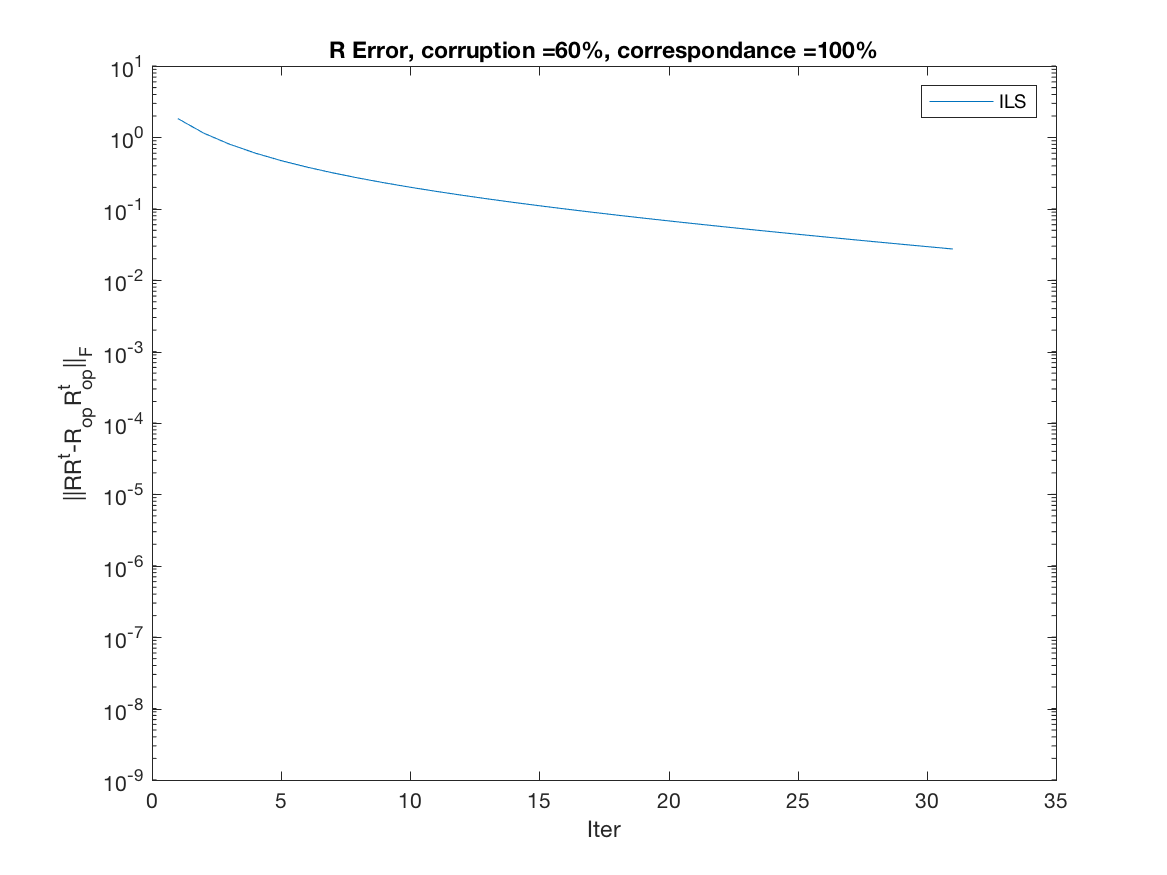 R Error, corruption =60%, correspondance =100%
ILS
10^1
10^0
10^-1
10^-2
10^-3
10^-4
10^-5
10^-6
10^-7
10^-8
10^-9
||RR^t-R_op R^t_op||_F
0 5 10 15 20 25 30 35
Iter